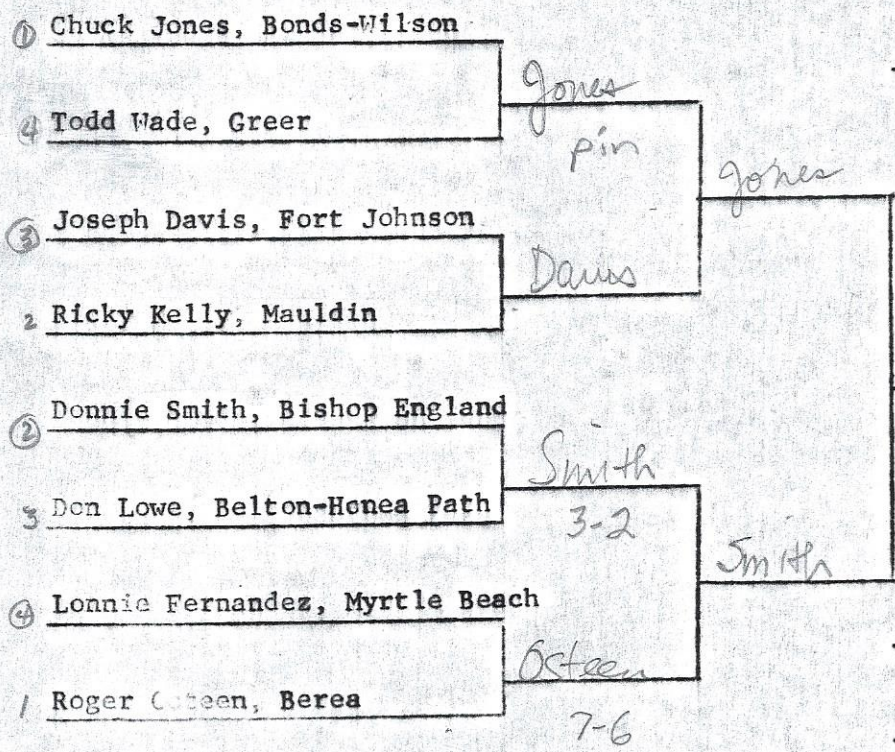 ① Chuck Jones, Bonds-Wilson
Jones
④ Todd Wade, Greer
pin
Jones
③ Joseph Davis, Fort Johnson
Davis
2 Ricky Kelly, Mauldin
② Donnie Smith, Bishop England
Smith
3 Don Lowe, Belton-Honea Path
3-2
Smith
④ Lonnie Fernandez, Myrtle Beach
Osteen
1 Roger Osteen, Berea
7-6